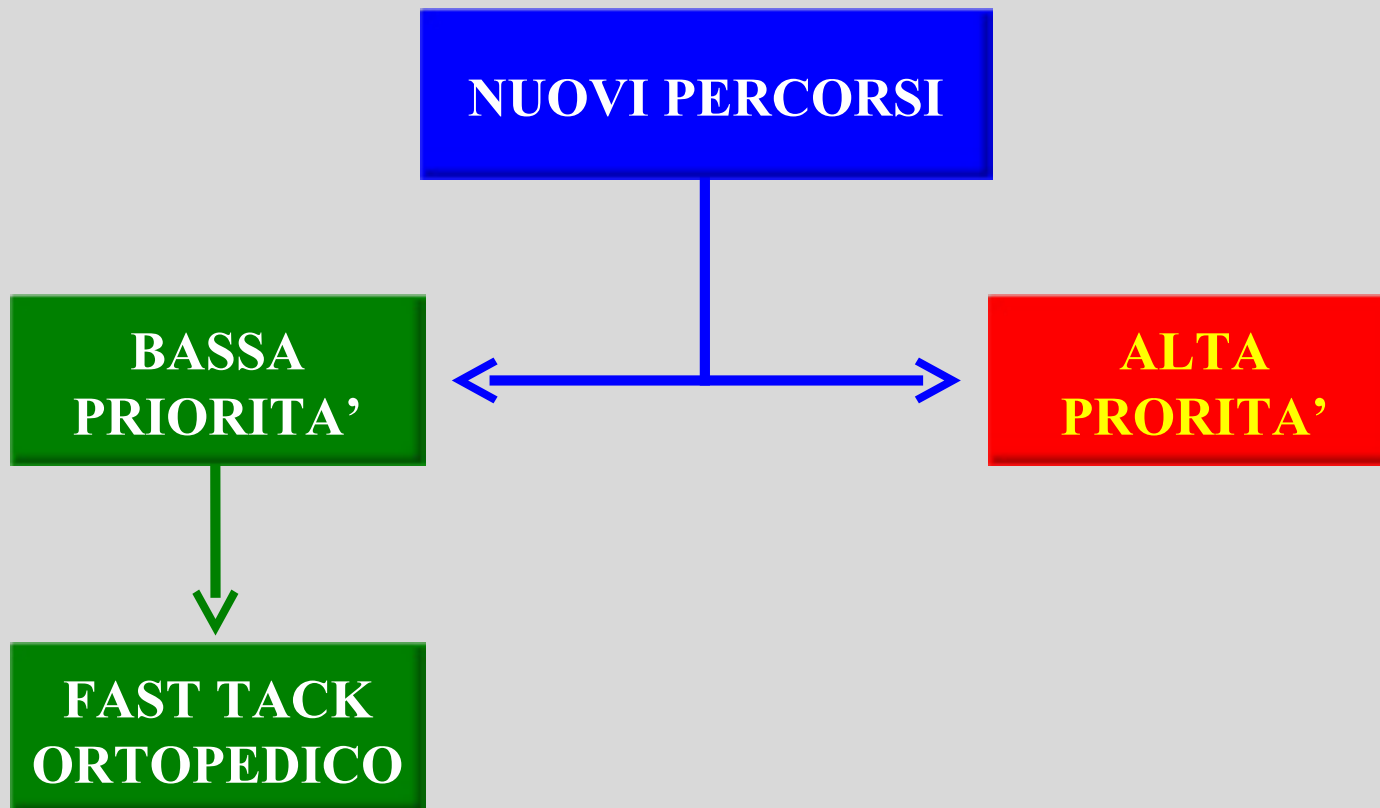 NUOVI PERCORSI
BASSA
PRIORITA’
ALTA
PRORITA’
FAST TACK
ORTOPEDICO